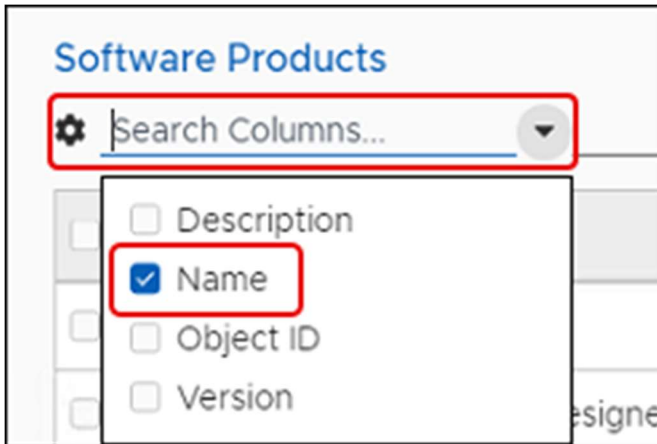 Software Products
Search Columns...
Description
Name
Object ID
Version